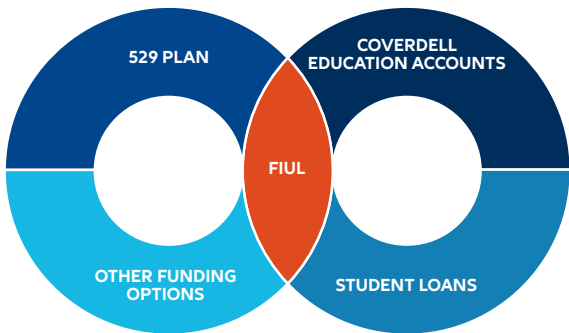 529 PLAN
COVERDELL
EDUCATION ACCOUNTS
FIUL
OTHER FUNDING
OPTIONS
STUDENT LOANS